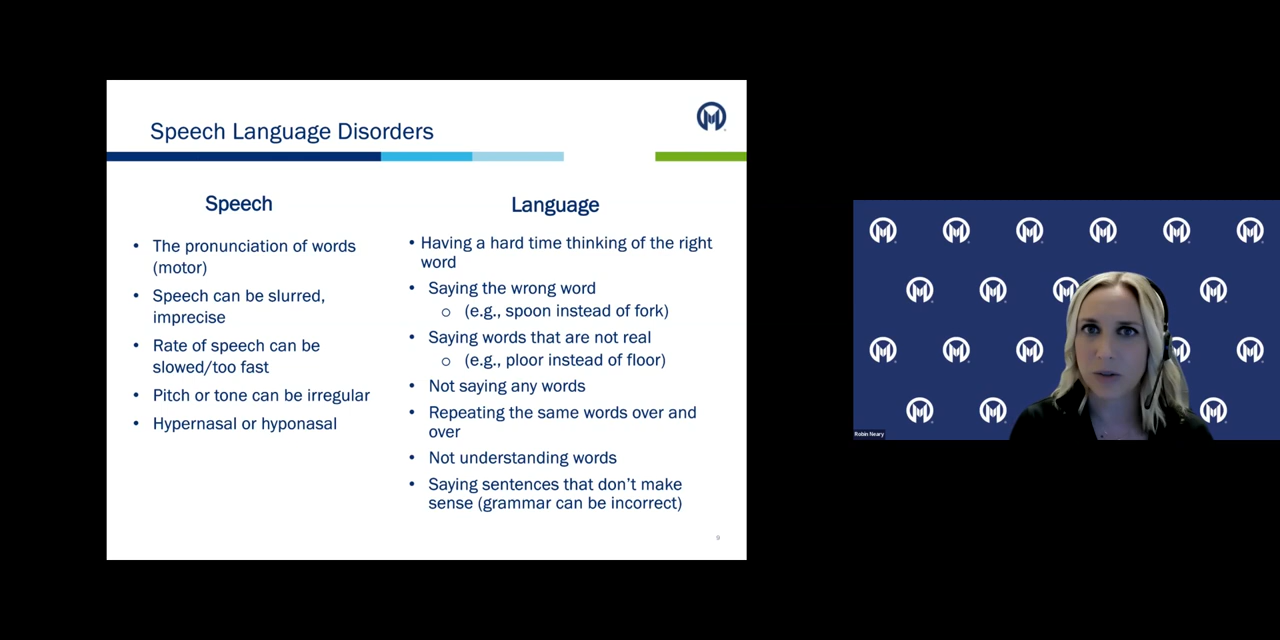 Speech Language Disorders
Speech
• The pronunciation of words
(motor)
• Speech can be slurred,
imprecise
• Rate of speech can be
slowed/too fast
• Pitch or tone can be irregular
• Hypernasal or hyponasal
Language
• Having a hard time thinking of the right
word
• Saying the wrong word
o (e.g., spoon instead of fork)
• Saying words that are not real
o (e.g., ploor instead of floor)
• Not saying any words
• Repeating the same words over and
over
• Not understanding words
• Saying sentences that don’t make
sense (grammar can be incorrect)
9
Robin Neary